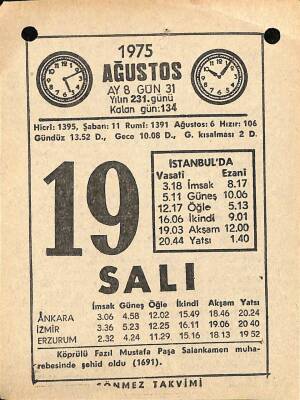 1975
AĞUSTOS
AY 8 GÜN 31
Yılın 231. günü
Kalan gün: 134
Hicrî: 1395, Şaban: 11 Rumî: 1391 Ağustos: 6 Hızır: 106
Gündüz 13.52 D., Gece 10.08 D., G. kısalması 2 D.
19
İSTANBUL'DA
Vasati Ezanî
3.18 İmsak 8.17
5.11 Güneş 10.06
12.17 Öğle 5.13
16.06 İkindi 9.01
19.03 Akşam 12.00
20.44 Yatsı 1.40
SALI
İmsak Güneş Öğle İkindi Akşam Yatsı
ANKARA 3.06 4.58 12.02 15.49 18.46 20.24
İZMİR 3.36 5.23 12.25 16.11 19.06 20.40
ERZURUM 2.32 4.24 11.29 15.16 18.13 19.52
Köprülü Fazıl Mustafa Paşa Salankamen muha-
rebesinde şehid oldu (1691).
SÖNMEZ TAKVİMİ